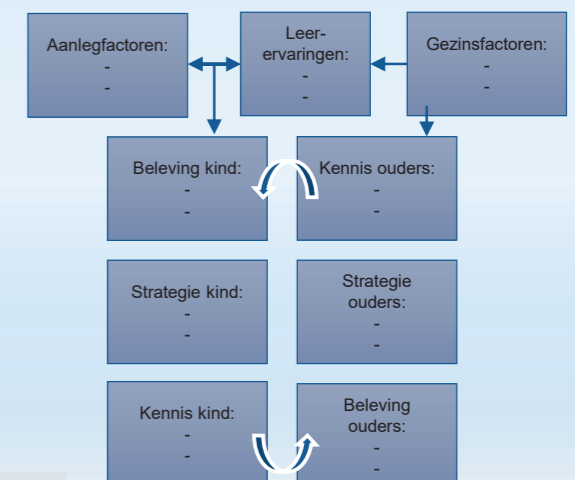 Aanlegfactoren:
-
-
Leer-
ervaringen:
-
-
Gezinsfactoren:
-
-
Beleving kind:
-
-
Kennis ouders:
-
-
Strategie kind:
-
-
Strategie
ouders:
-
-
Kennis kind:
-
-
Beleving
ouders:
-
-